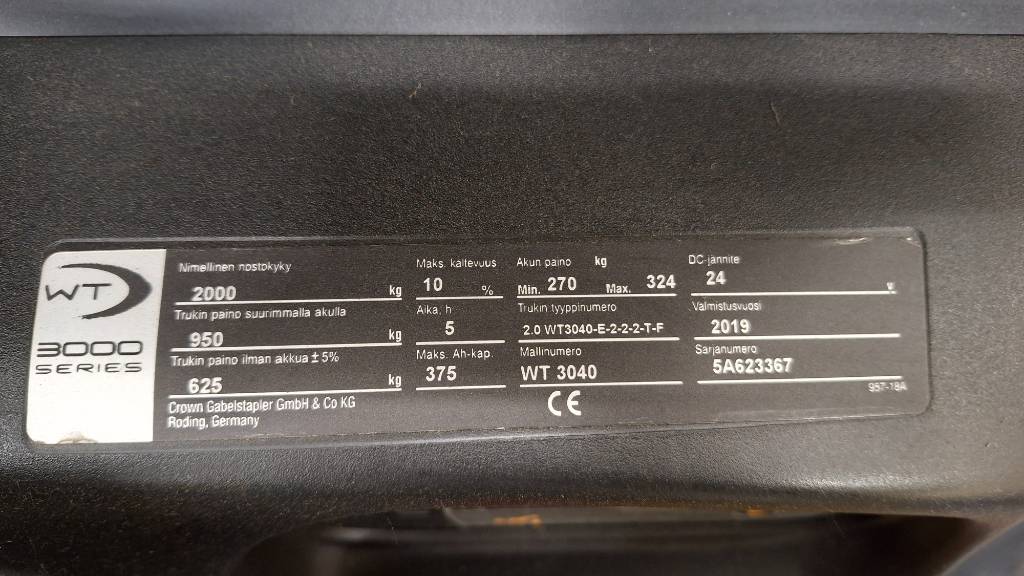 WT
3000
SERIES
Nimellinen nostokyky
2000 kg
Trukin paino suurimmalla akulla
950 kg
Trukin paino ilman akkua ± 5%
625 kg
Crown Gabelstapler GmbH & Co KG
Roding, Germany
Maks. kaltevuus
10 %
Aika, h
5
Maks. Ah-kap.
375
Akun paino kg
Min. 270 Max. 324
Trukin tyyppinumero
2.0 WT3040-E-2-2-2-T-F
Mallinumero
WT 3040
CE
DC-jännite
24 v
Valmistusvuosi
2019
Sarjanumero
5A623367
957-18A